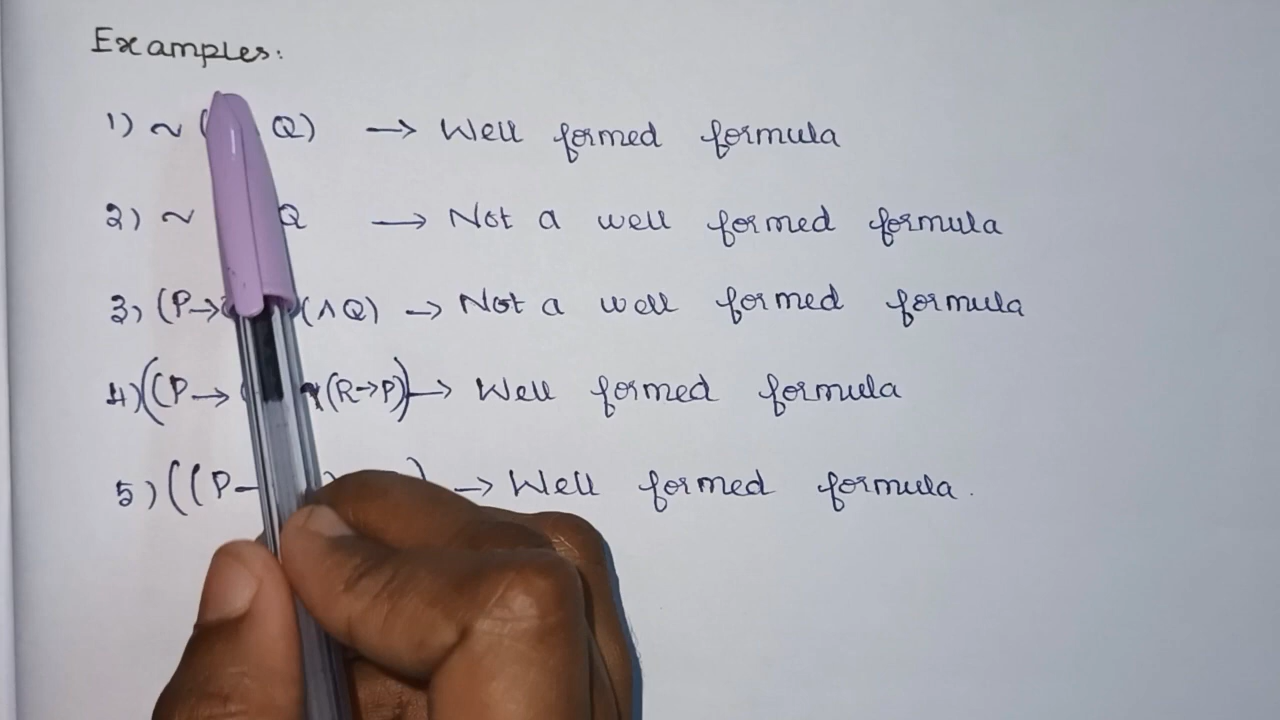 Examples:
1) ~ ( Q) → Well formed formula
2) ~ Q → Not a well formed formula
3) (P→ (∧Q) → Not a well formed formula
4) ((P→ (R→P)) → Well formed formula
5) ((P– ) ) → Well formed formula.